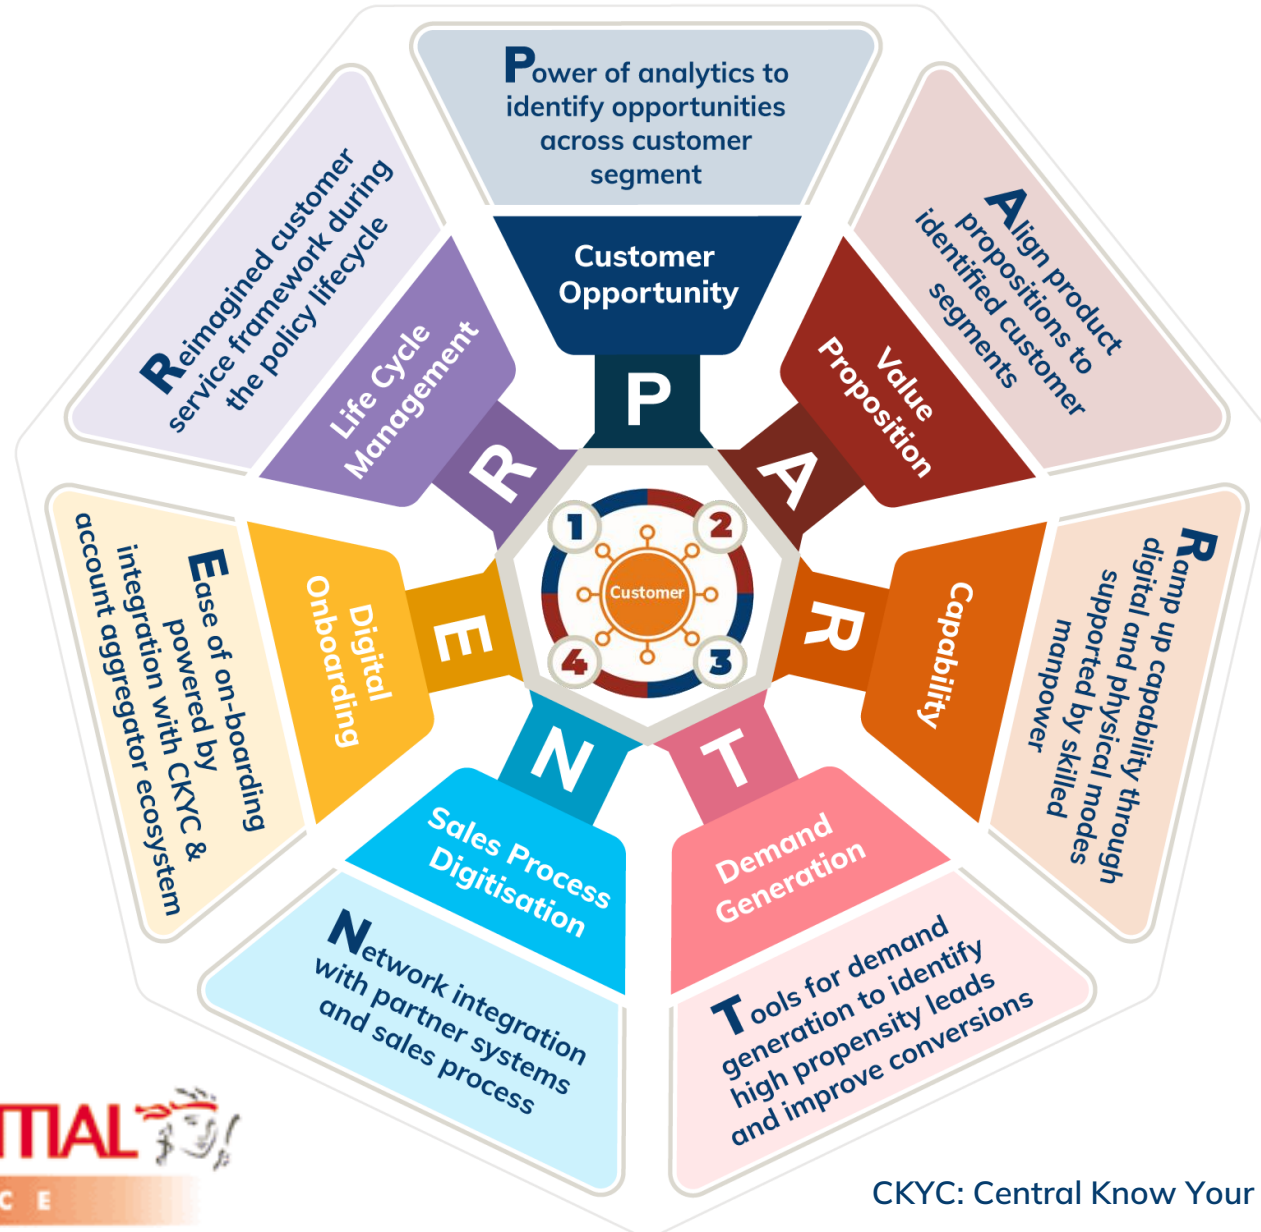 Power of analytics to
identify opportunities
across customer
segment
Customer
Opportunity
P
Align product
propositions to
identified customer
segments
Value
Proposition
A
Ramp up capability through
digital and physical modes
supported by skilled
manpower
Capability
R
Tools for demand
generation to identify
high propensity leads
and improve conversions
Demand
Generation
T
Network integration
with partner systems
and sales process
Sales Process
Digitisation
N
Ease of on-boarding
powered by
integration with CKYC &
account aggregator ecosystem
Digital
Onboarding
E
Reimagined customer
service framework during
the policy lifecycle
Life Cycle
Management
R
1
2
Customer
4
3
TIAL
C E
CKYC: Central Know Your